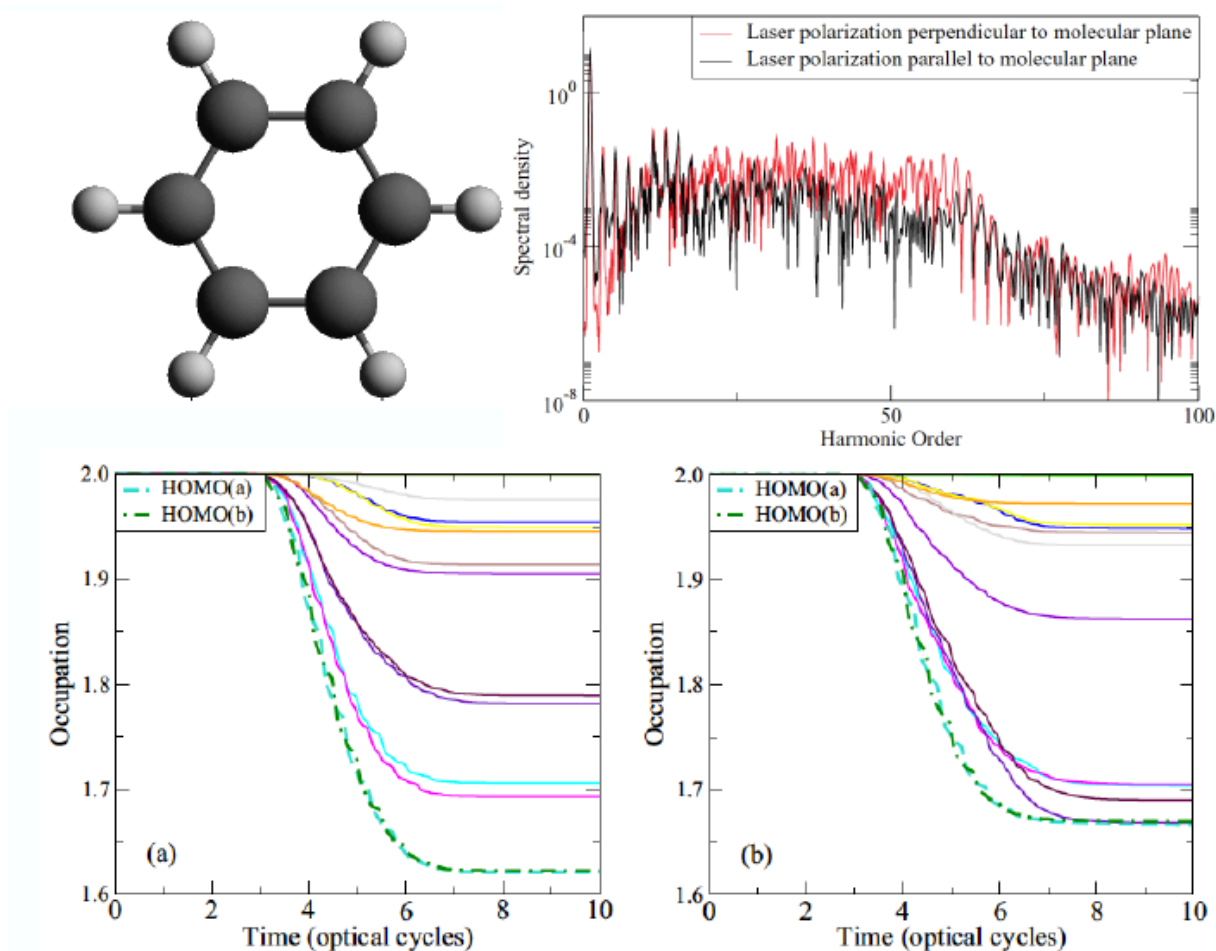 Laser polarization perpendicular to molecular plane
Laser polarization parallel to molecular plane
Spectral density
10^0
10^-4
10^-8
0
50
100
Harmonic Order
2.0
1.9
1.8
1.7
1.6
Occupation
HOMO(a)
HOMO(b)
(a)
0
2
4
6
8
10
Time (optical cycles)
2.0
1.9
1.8
1.7
1.6
Occupation
HOMO(a)
HOMO(b)
(b)
0
2
4
6
8
10
Time (optical cycles)